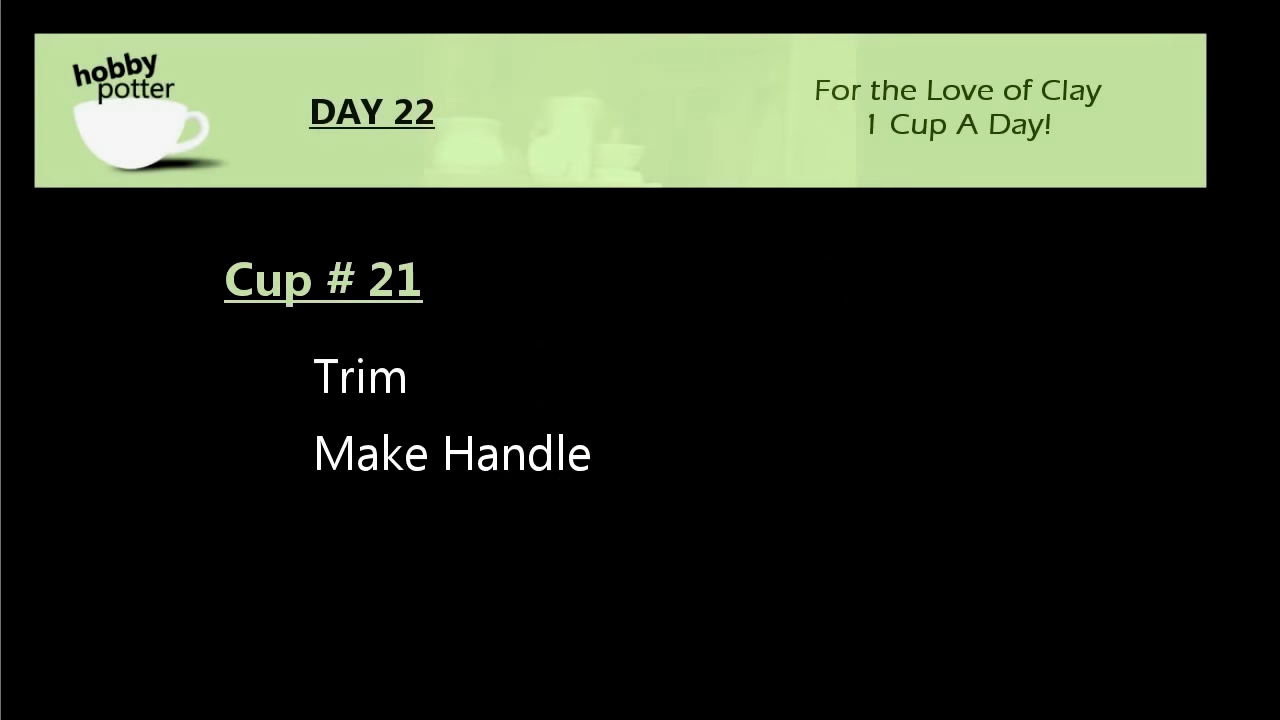 hobby
potter
DAY 22
For the Love of Clay
1 Cup A Day!
Cup # 21
Trim
Make Handle